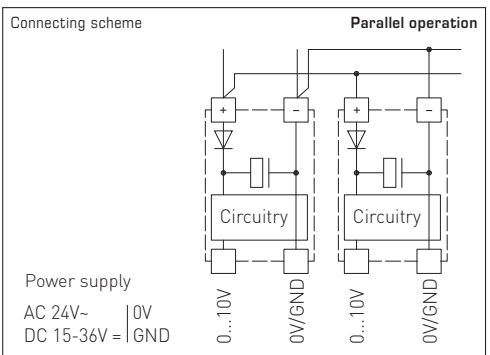 Connecting scheme
Parallel operation
+ − + −
Circuitry Circuitry
Power supply
AC 24V~ 0V
DC 15-36V = GND
0...10V
0V/GND
0...10V
0V/GND